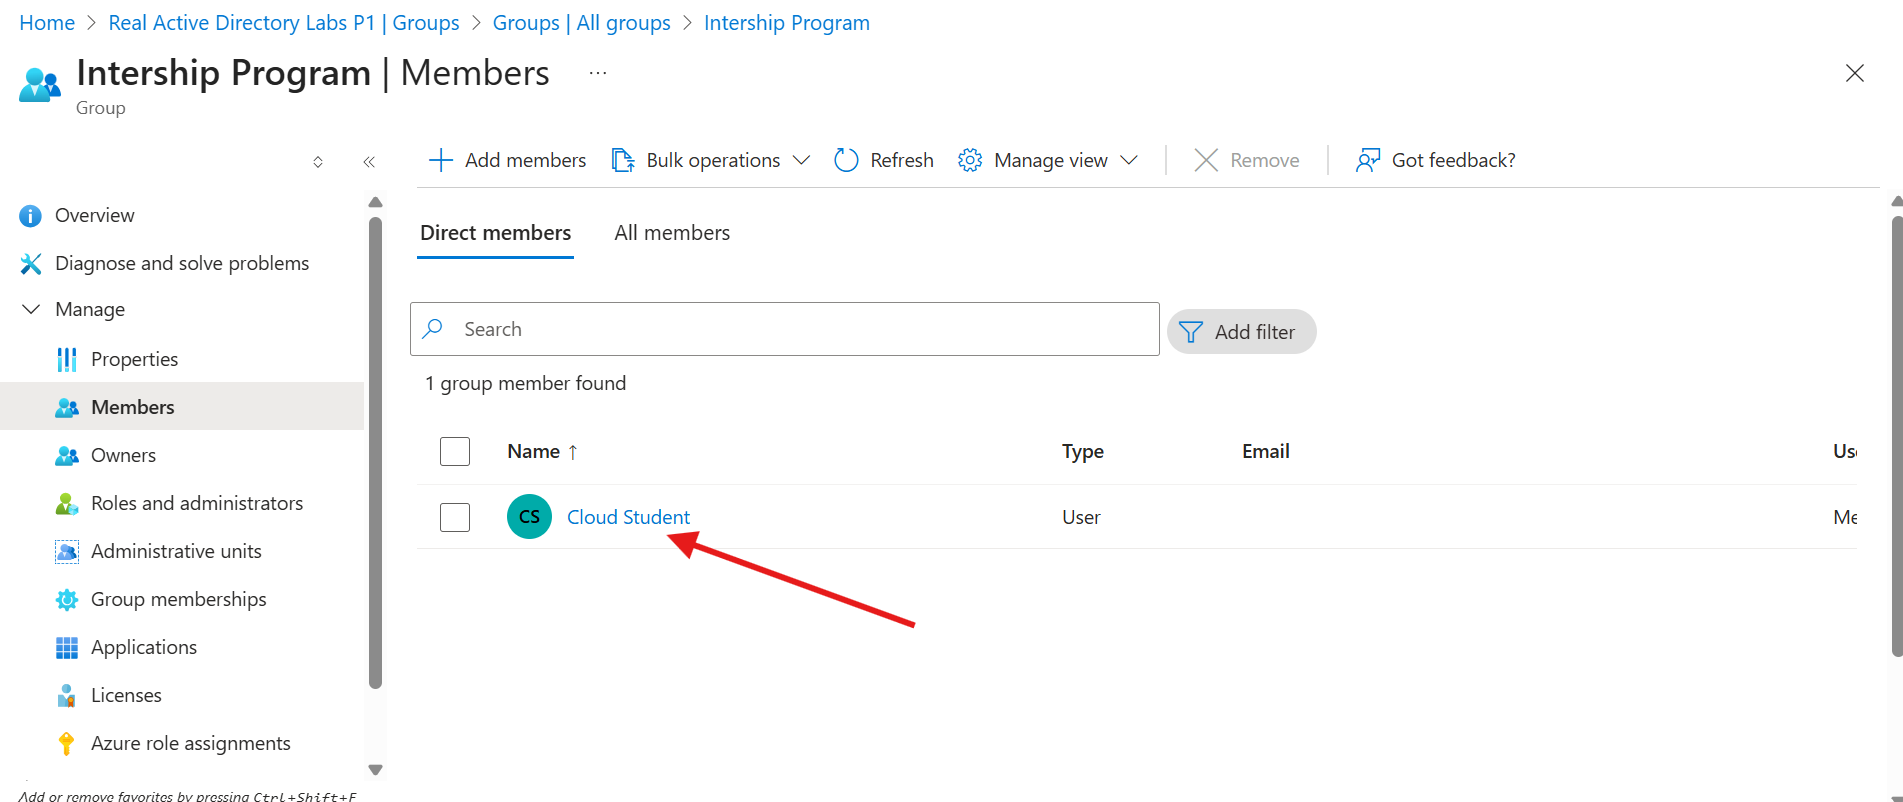 Home > Real Active Directory Labs P1 | Groups > Groups | All groups > Intership Program
Intership Program | Members ...
Group
Add members Bulk operations Refresh Manage view Remove Got feedback?
Overview
Diagnose and solve problems
Manage
Properties
Members
Owners
Roles and administrators
Administrative units
Group memberships
Applications
Licenses
Azure role assignments
Add or remove favorites by pressing Ctrl+Shift+F
Direct members All members
Search
Add filter
1 group member found
Name ↑ Type Email
CS Cloud Student User